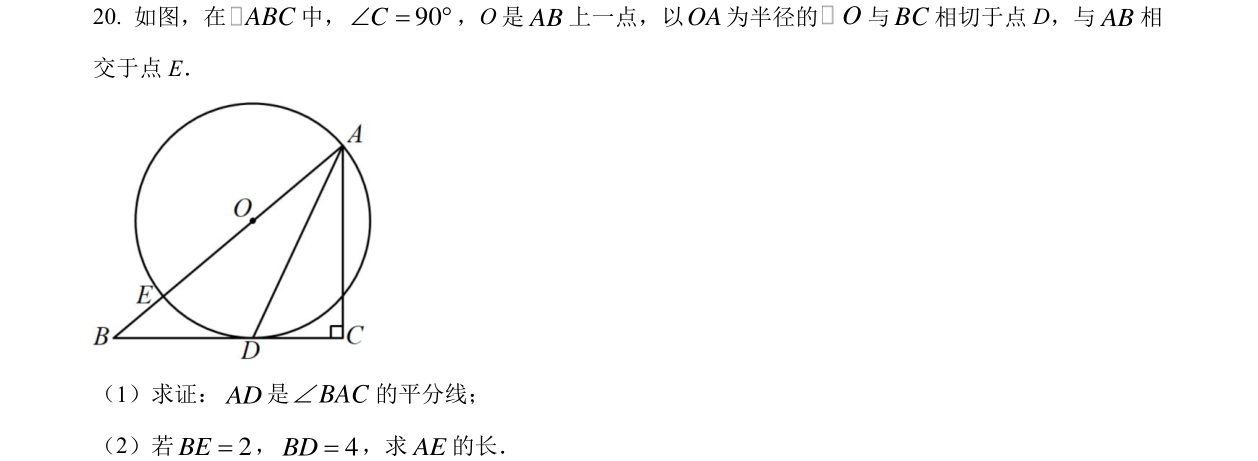 20. 如图，在□ABC 中，∠C = 90°，O 是 AB 上一点，以 OA 为半径的□ O 与 BC 相切于点 D，与 AB 相
交于点 E．
A
O
E
B
D
C
（1）求证： AD 是∠BAC 的平分线；
（2）若 BE = 2， BD = 4，求 AE 的长．